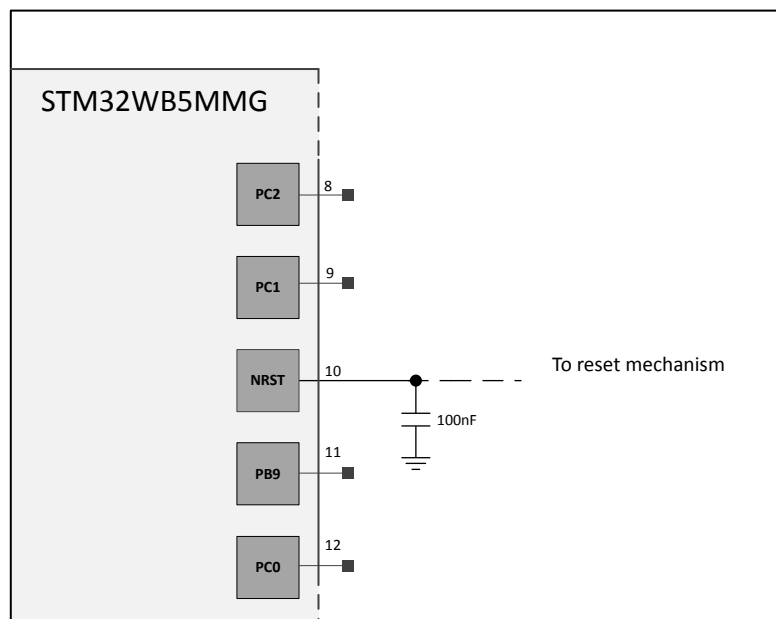 STM32WB5MMG
PC2
8
PC1
9
NRST
10
To reset mechanism
100nF
PB9
11
PC0
12